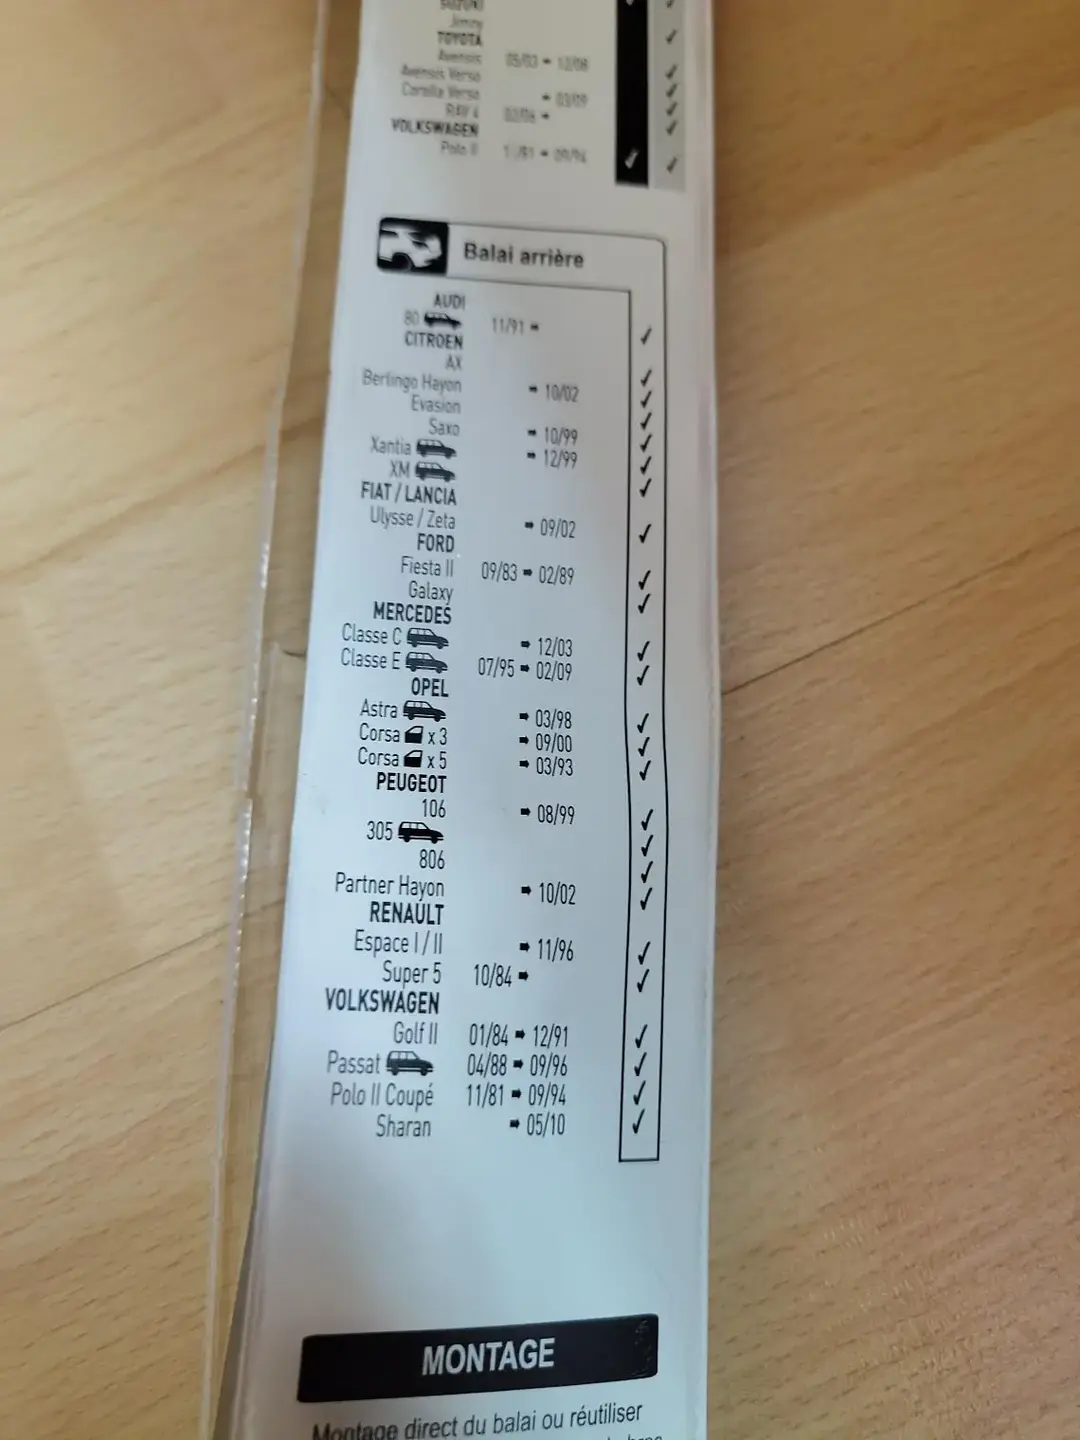 SUZUKI
Jimny
TOYOTA
Avensis 05/03 ➡ 12/08
Avensis Verso
Corolla Verso ➡ 03/09
RAV 4 02/06 ➡
VOLKSWAGEN
Polo II 11/81 ➡ 09/94 ✓ ✓
Balai arrière
AUDI
80 11/91 ➡ ✓
CITROEN
AX ✓
Berlingo Hayon ➡ 10/02 ✓
Evasion ✓
Saxo ➡ 10/99 ✓
Xantia ➡ 12/99 ✓
XM ✓
FIAT / LANCIA
Ulysse / Zeta ➡ 09/02 ✓
FORD
Fiesta II 09/83 ➡ 02/89 ✓
Galaxy ✓
MERCEDES
Classe C ➡ 12/03 ✓
Classe E 07/95 ➡ 02/09 ✓
OPEL
Astra ➡ 03/98 ✓
Corsa x 3 ➡ 09/00 ✓
Corsa x 5 ➡ 03/93 ✓
PEUGEOT
106 ➡ 08/99 ✓
305 ✓
806 ✓
Partner Hayon ➡ 10/02 ✓
RENAULT
Espace I / II ➡ 11/96 ✓
Super 5 10/84 ➡ ✓
VOLKSWAGEN
Golf II 01/84 ➡ 12/91 ✓
Passat 04/88 ➡ 09/96 ✓
Polo II Coupé 11/81 ➡ 09/94 ✓
Sharan ➡ 05/10 ✓
MONTAGE
Montage direct du balai ou réutiliser